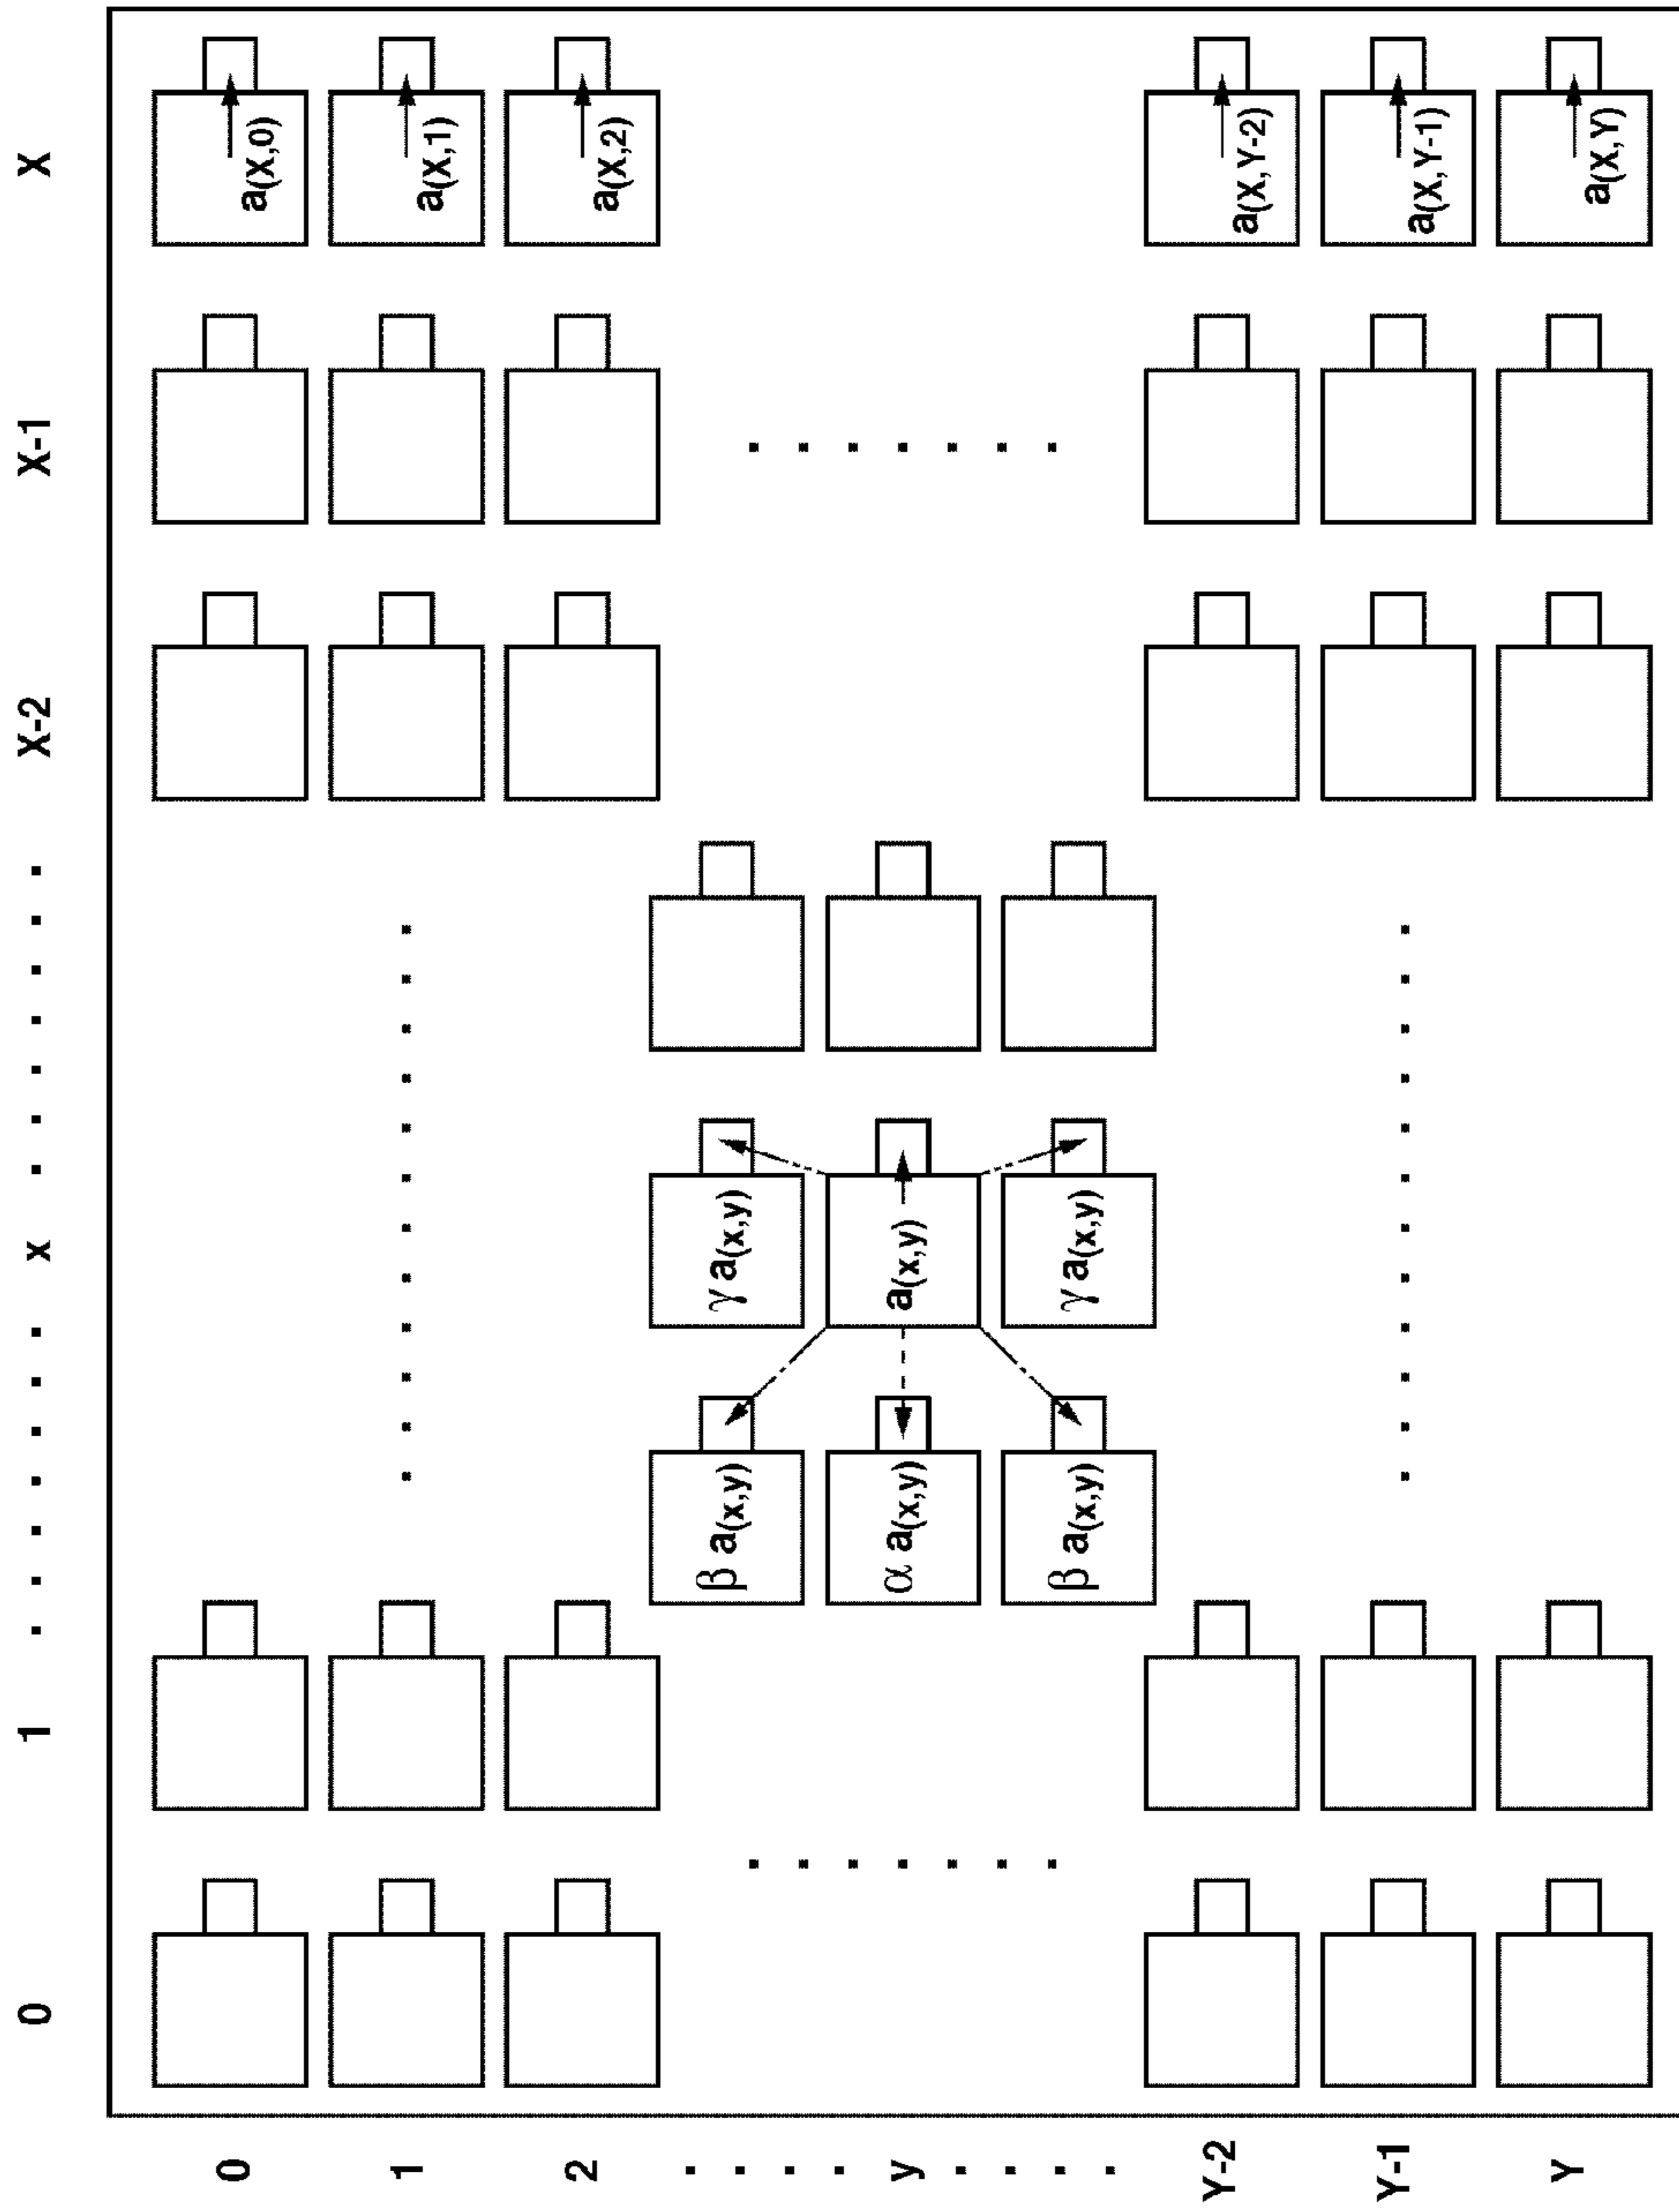 0 1 . . . . . . . x . . . . . . . X-2 X-1 X
0 a(X,0)
1 a(X,1)
2 a(X,2)
β a(x,y) γ a(x,y)
y α a(x,y) a(x,y)
β a(x,y) γ a(x,y)
Y-2 a(X,Y-2)
Y-1 a(X,Y-1)
Y a(X,Y)